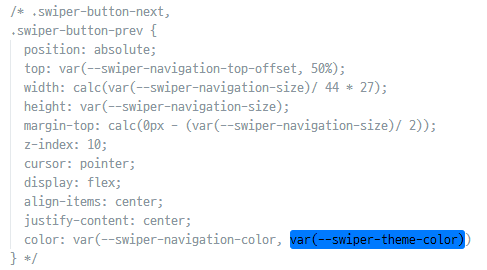 /* .swiper-button-next,
.swiper-button-prev {
  position: absolute;
  top: var(--swiper-navigation-top-offset, 50%);
  width: calc(var(--swiper-navigation-size)/ 44 * 27);
  height: var(--swiper-navigation-size);
  margin-top: calc(0px - (var(--swiper-navigation-size)/ 2));
  z-index: 10;
  cursor: pointer;
  display: flex;
  align-items: center;
  justify-content: center;
  color: var(--swiper-navigation-color, var(--swiper-theme-color))
} */